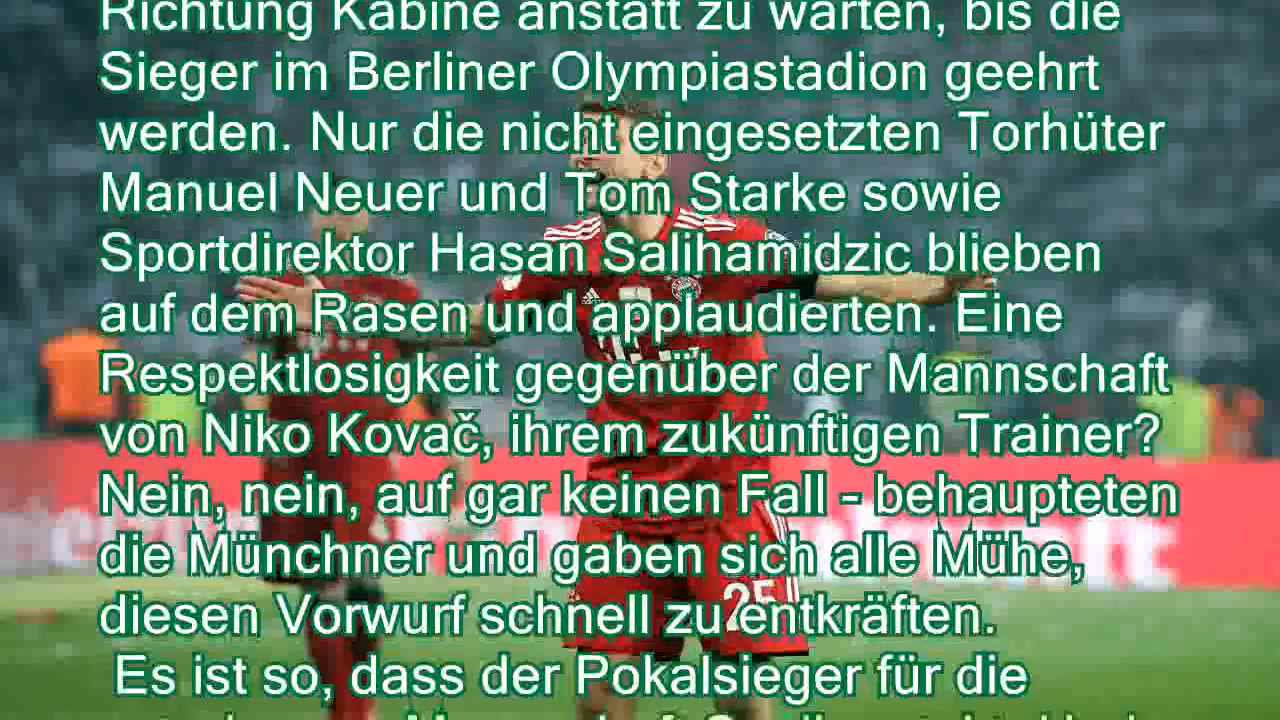 Richtung Kabine anstatt zu warten, bis die
Sieger im Berliner Olympiastadion geehrt
werden. Nur die nicht eingesetzten Torhüter
Manuel Neuer und Tom Starke sowie
Sportdirektor Hasan Salihamidzic blieben
auf dem Rasen und applaudierten. Eine
Respektlosigkeit gegenüber der Mannschaft
von Niko Kovač, ihrem zukünftigen Trainer?
Nein, nein, auf gar keinen Fall - behaupteten
die Münchner und gaben sich alle Mühe,
diesen Vorwurf schnell zu entkräften.
25
Es ist so, dass der Pokalsieger für die